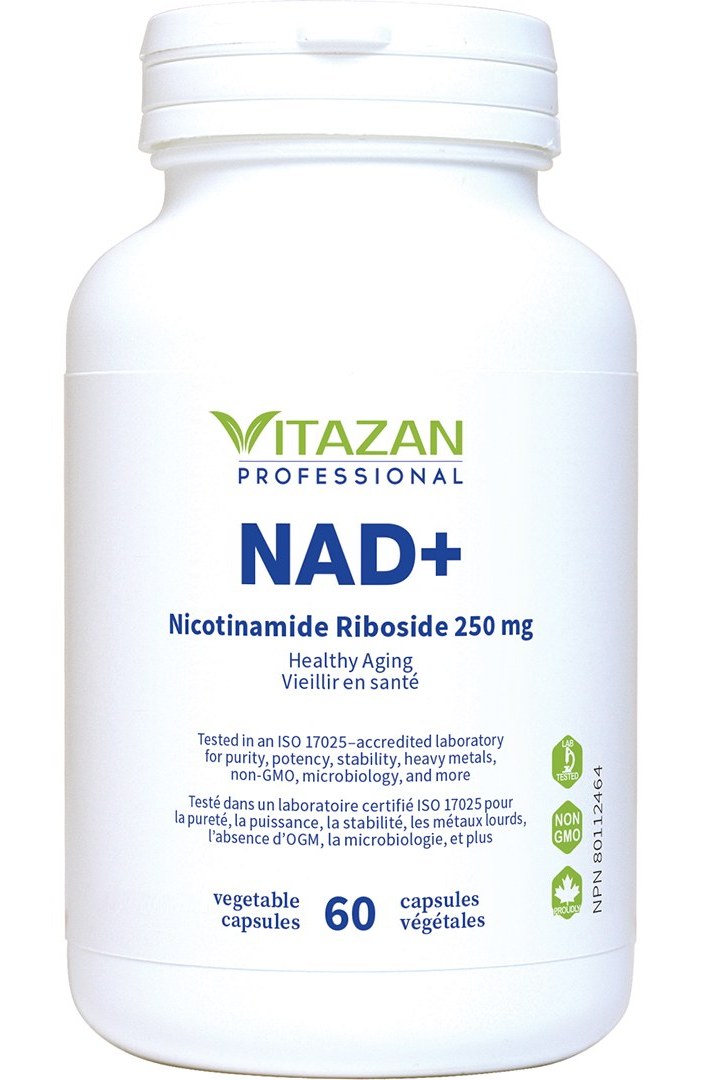 VITAZAN
PROFESSIONAL
NAD+
Nicotinamide Riboside 250 mg
Healthy Aging
Vieillir en santé
Tested in an ISO 17025–accredited laboratory
for purity, potency, stability, heavy metals,
non-GMO, microbiology, and more
Testé dans un laboratoire certifié ISO 17025 pour
la pureté, la puissance, la stabilité, les métaux lourds,
l’absence d’OGM, la microbiologie, et plus
vegetable
capsules
60
capsules
végétales
LAB
TESTED
NON
GMO
PROUDLY
NPN 80112464